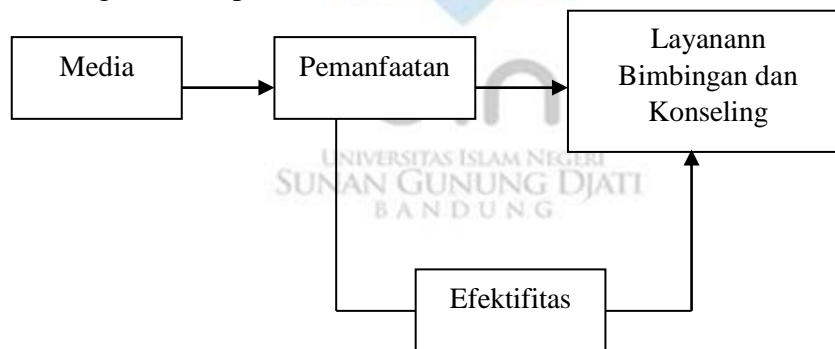 Media
Pemanfaatan
Layanann
Bimbingan dan
Konseling
UNIVERSITAS ISLAM NEGERI
SUNAN GUNUNG DJATI
BANDUNG
Efektifitas